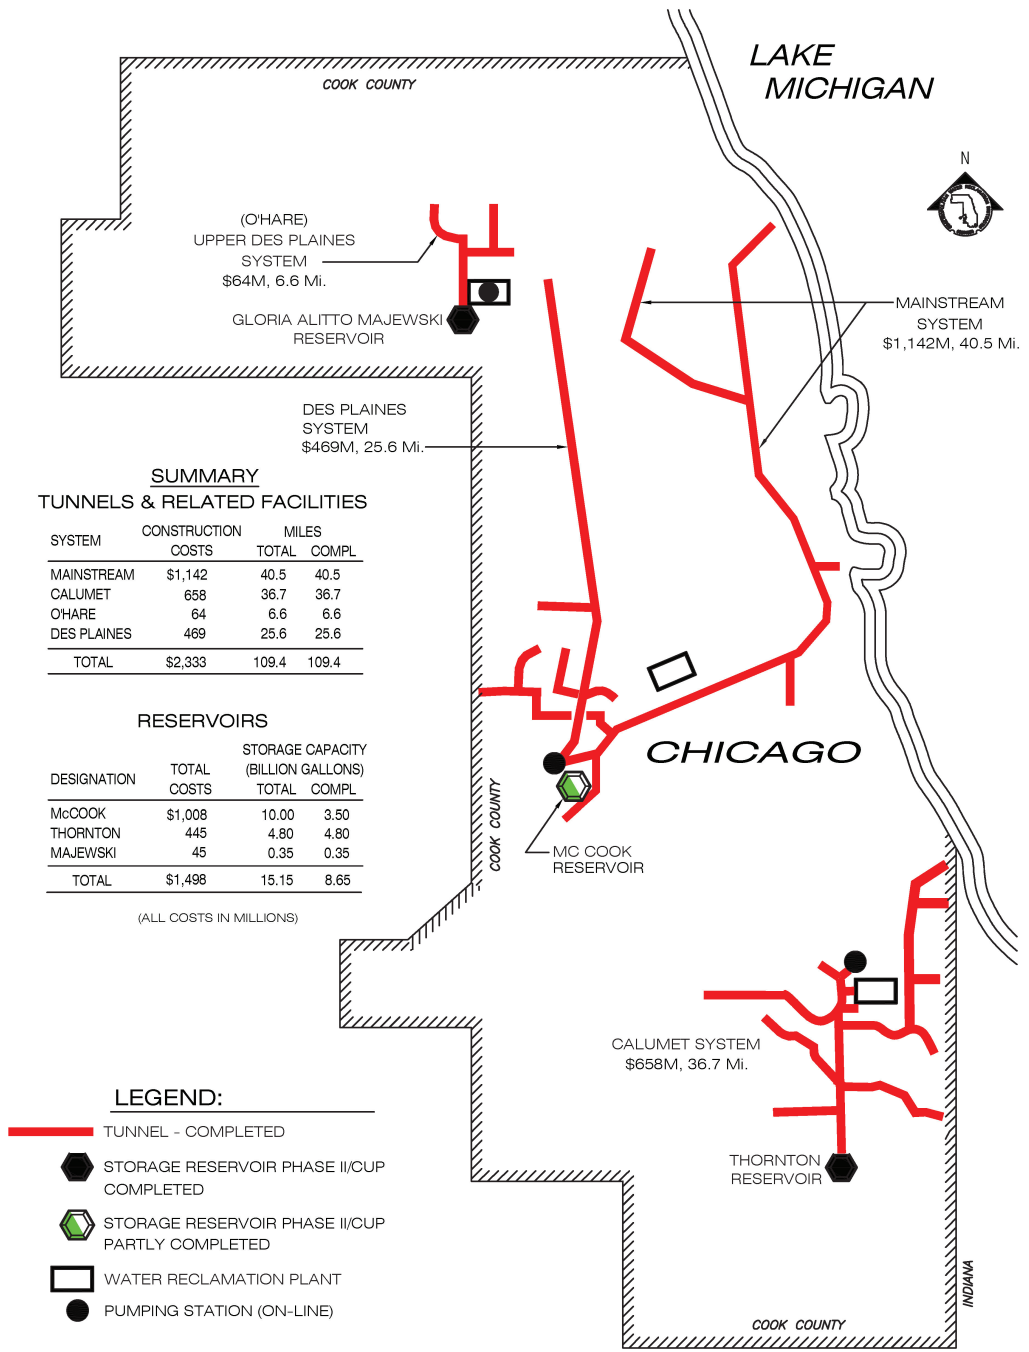 LAKE
MICHIGAN
COOK COUNTY
N
(O'HARE)
UPPER DES PLAINES
SYSTEM
$64M, 6.6 Mi.
GLORIA ALITTO MAJEWSKI
RESERVOIR
MAINSTREAM
SYSTEM
$1,142M, 40.5 Mi.
DES PLAINES
SYSTEM
$469M, 25.6 Mi.
SUMMARY
TUNNELS & RELATED FACILITIES
SYSTEM CONSTRUCTION COSTS MILES
TOTAL COMPL
MAINSTREAM $1,142 40.5 40.5
CALUMET 658 36.7 36.7
O'HARE 64 6.6 6.6
DES PLAINES 469 25.6 25.6
TOTAL $2,333 109.4 109.4
RESERVOIRS
DESIGNATION TOTAL COSTS STORAGE CAPACITY
(BILLION GALLONS)
TOTAL COMPL
McCOOK $1,008 10.00 3.50
THORNTON 445 4.80 4.80
MAJEWSKI 45 0.35 0.35
TOTAL $1,498 15.15 8.65
(ALL COSTS IN MILLIONS)
CHICAGO
COOK COUNTY
MC COOK
RESERVOIR
CALUMET SYSTEM
$658M, 36.7 Mi.
THORNTON
RESERVOIR
INDIANA
COOK COUNTY
LEGEND:
TUNNEL - COMPLETED
STORAGE RESERVOIR PHASE II/CUP
COMPLETED
STORAGE RESERVOIR PHASE II/CUP
PARTLY COMPLETED
WATER RECLAMATION PLANT
PUMPING STATION (ON-LINE)